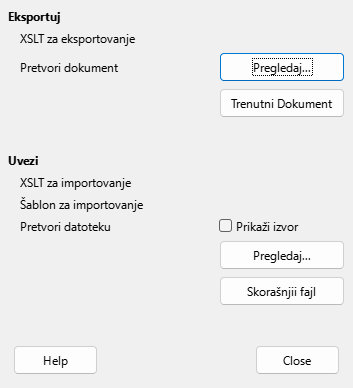 Eksportuj
XSLT za eksportovanje
Pretvori dokument
Pregledaj...
Trenutni Dokument
Uvezi
XSLT za importovanje
Šablon za importovanje
Pretvori datoteku
Prikaži izvor
Pregledaj...
Skorašnjii fajl
Help
Close